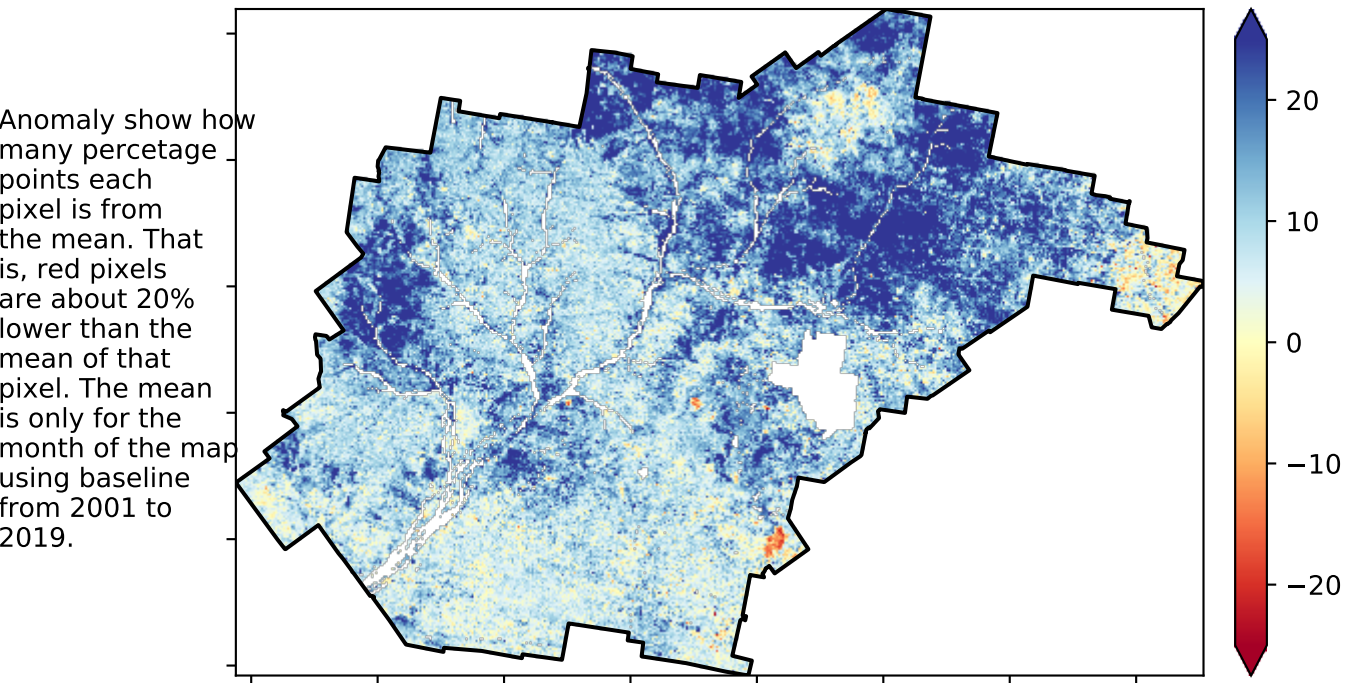 Anomaly show how
many percetage
points each
pixel is from
the mean. That
is, red pixels
are about 20%
lower than the
mean of that
pixel. The mean
is only for the
month of the map
using baseline
from 2001 to
2019.
20
10
0
−10
−20